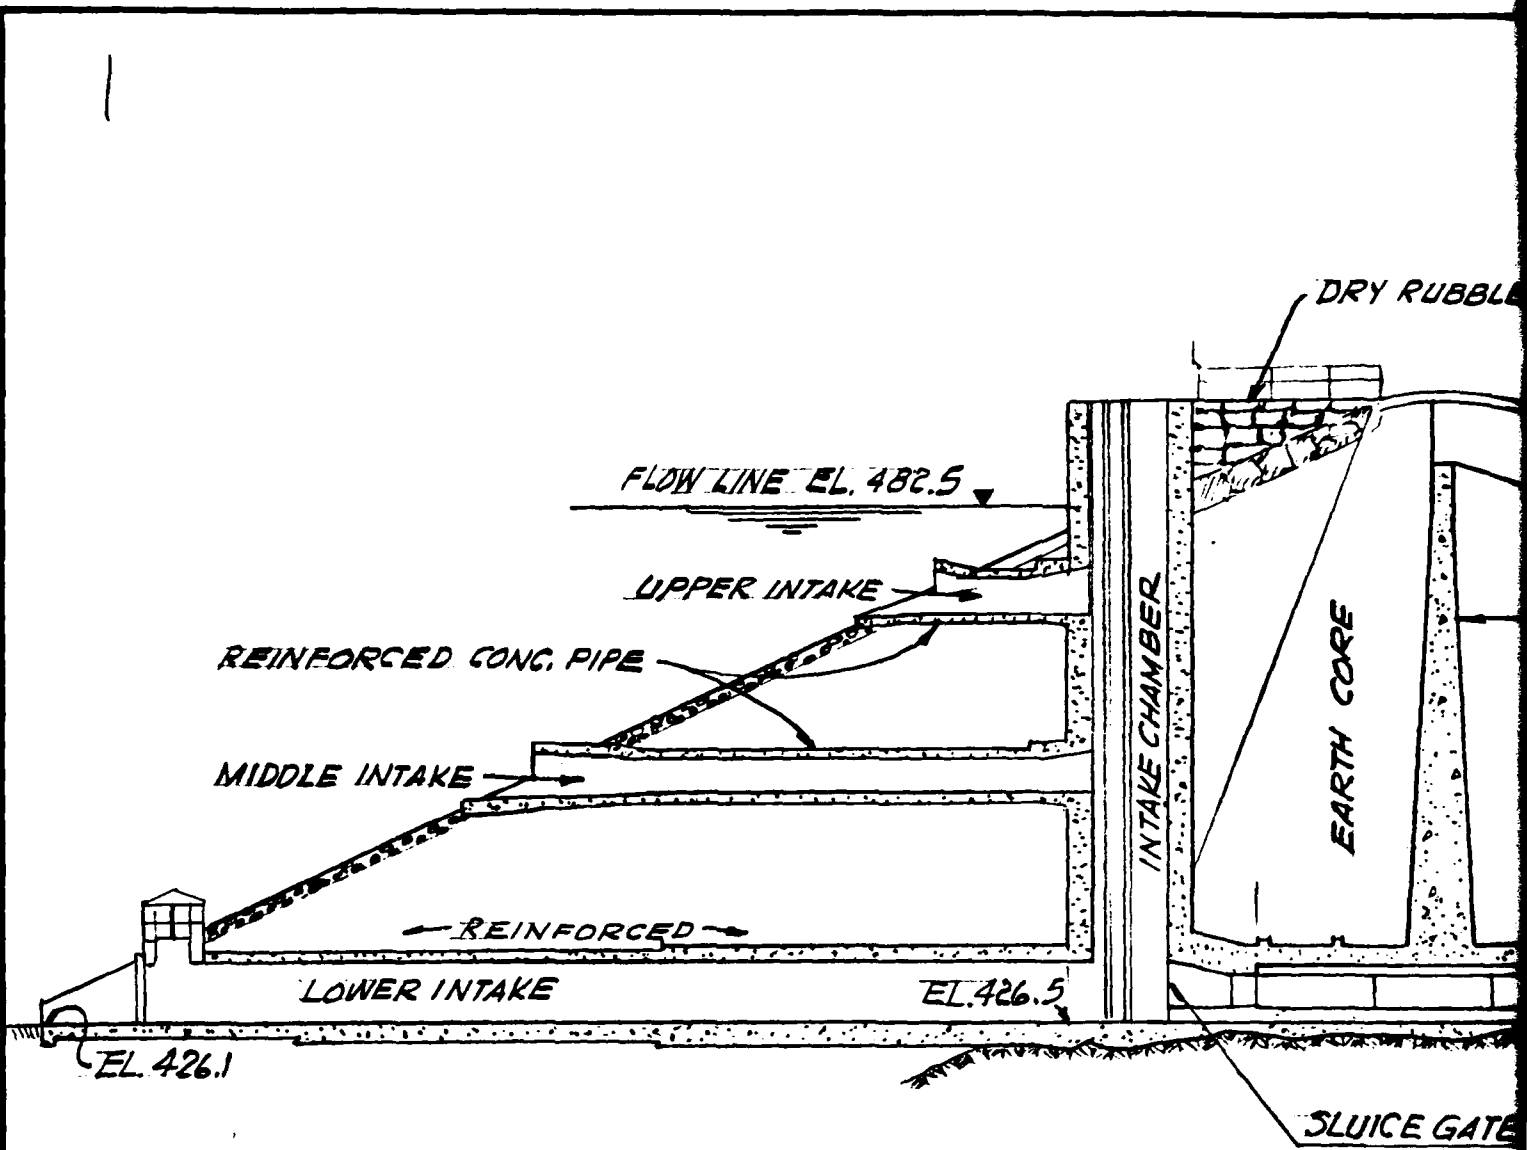 DRY RUBBLE
FLOW LINE EL. 482.5
UPPER INTAKE
REINFORCED CONC. PIPE
MIDDLE INTAKE
INTAKE CHAMBER
EARTH CORE
REINFORCED
LOWER INTAKE
EL. 426.5
EL. 426.1
SLUICE GATE